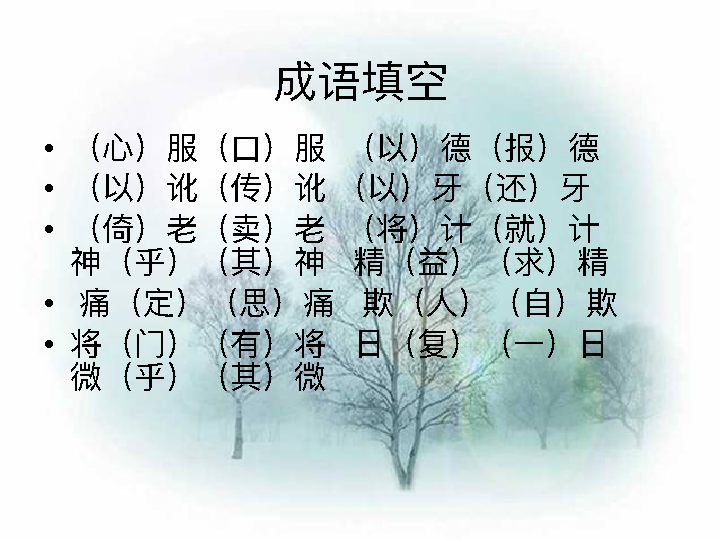 成语填空
• （心）服（口）服　（以）德（报）德
• （以）讹（传）讹　（以）牙（还）牙
• （倚）老（卖）老　（将）计（就）计
神（乎）（其）神　精（益）（求）精
• 痛（定）（思）痛　欺（人）（自）欺
• 将（门）（有）将　日（复）（一）日
微（乎）（其）微